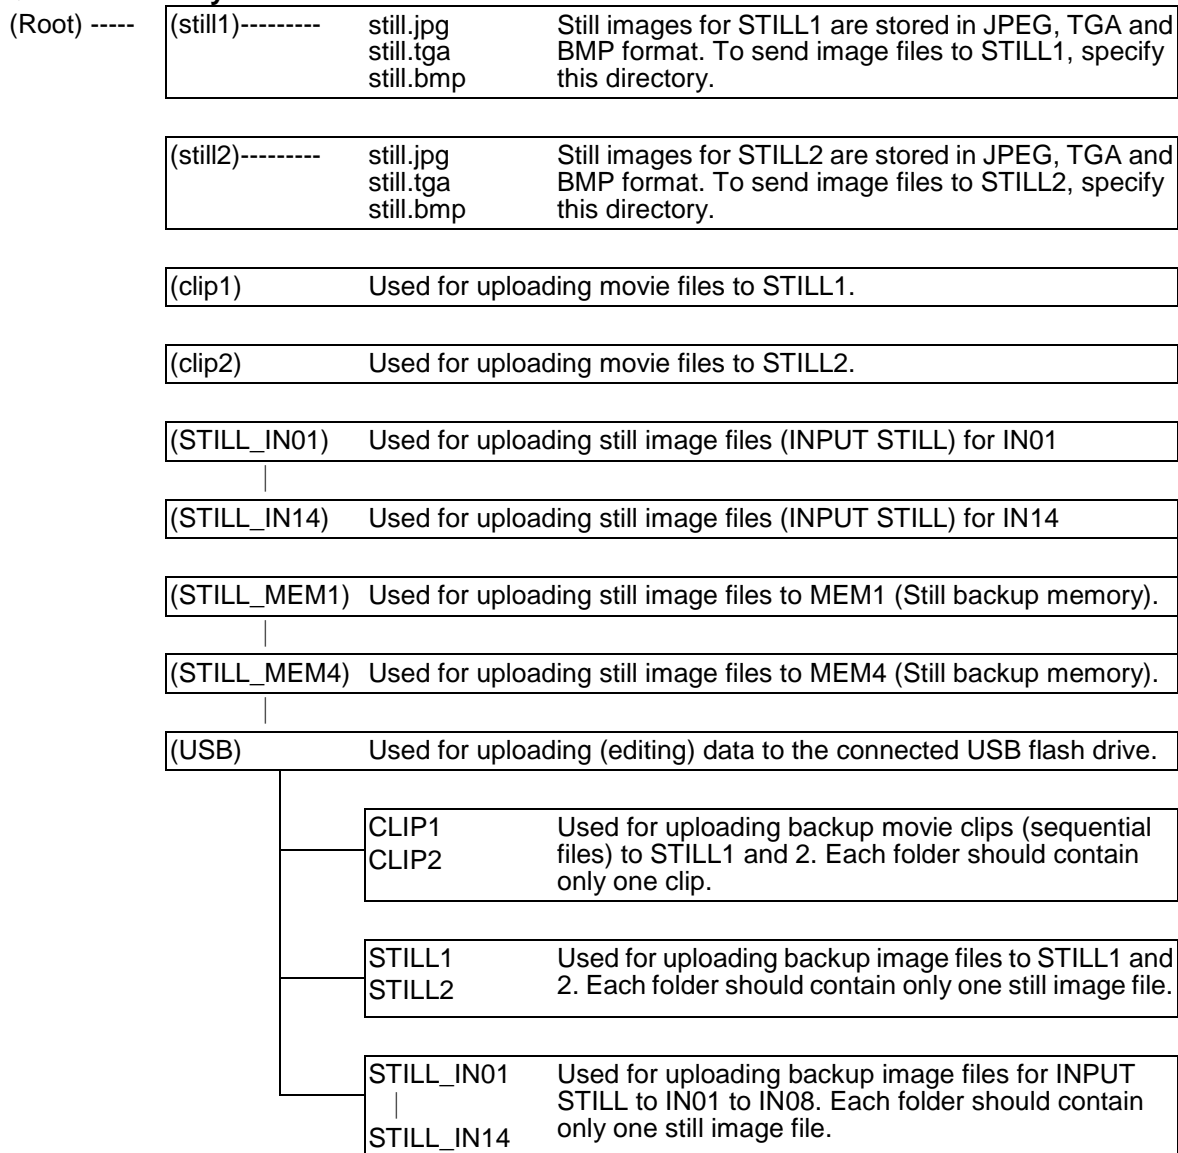 (Root) ----- (still1)--------- still.jpg Still images for STILL1 are stored in JPEG, TGA and
still.tga BMP format. To send image files to STILL1, specify
still.bmp this directory.
(still2)--------- still.jpg Still images for STILL2 are stored in JPEG, TGA and
still.tga BMP format. To send image files to STILL2, specify
still.bmp this directory.
(clip1) Used for uploading movie files to STILL1.
(clip2) Used for uploading movie files to STILL2.
(STILL_IN01) Used for uploading still image files (INPUT STILL) for IN01
(STILL_IN14) Used for uploading still image files (INPUT STILL) for IN14
(STILL_MEM1) Used for uploading still image files to MEM1 (Still backup memory).
(STILL_MEM4) Used for uploading still image files to MEM4 (Still backup memory).
(USB) Used for uploading (editing) data to the connected USB flash drive.
CLIP1 Used for uploading backup movie clips (sequential
CLIP2 files) to STILL1 and 2. Each folder should contain
only one clip.
STILL1 Used for uploading backup image files to STILL1 and
STILL2 2. Each folder should contain only one still image file.
STILL_IN01 Used for uploading backup image files for INPUT
STILL to IN01 to IN08. Each folder should contain
STILL_IN14 only one still image file.